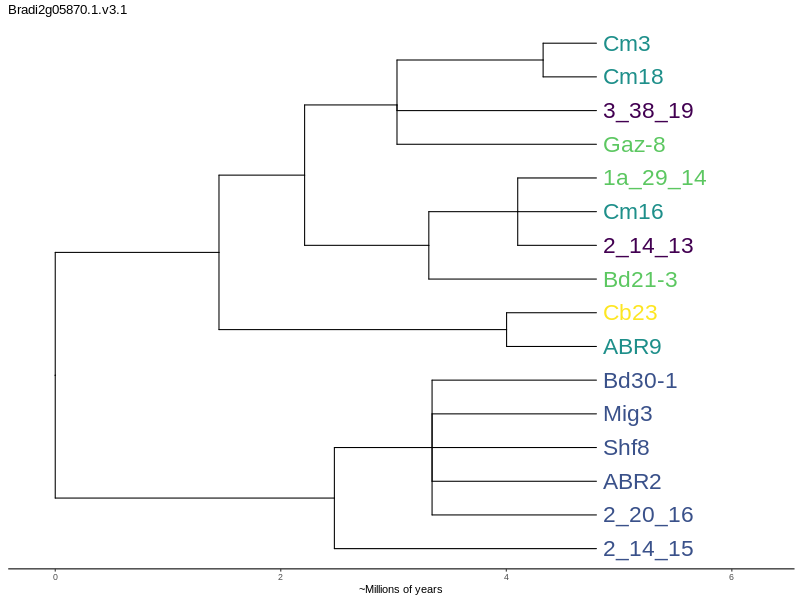 Bradi2g05870.1.v3.1
Cm3
Cm18
3_38_19
Gaz-8
1a_29_14
Cm16
2_14_13
Bd21-3
Cb23
ABR9
Bd30-1
Mig3
Shf8
ABR2
2_20_16
2_14_15
0 2 4 6
~Millions of years